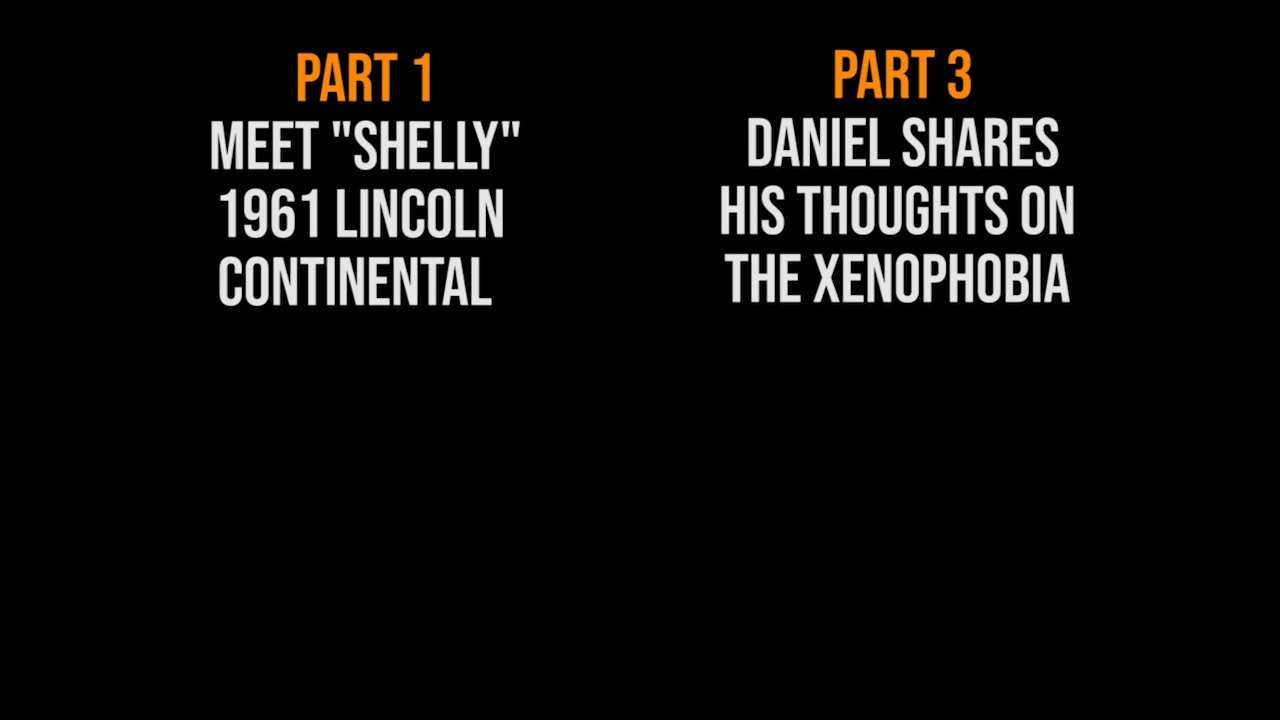 PART 1
MEET "SHELLY"
1961 LINCOLN
CONTINENTAL
PART 3
DANIEL SHARES
HIS THOUGHTS ON
THE XENOPHOBIA